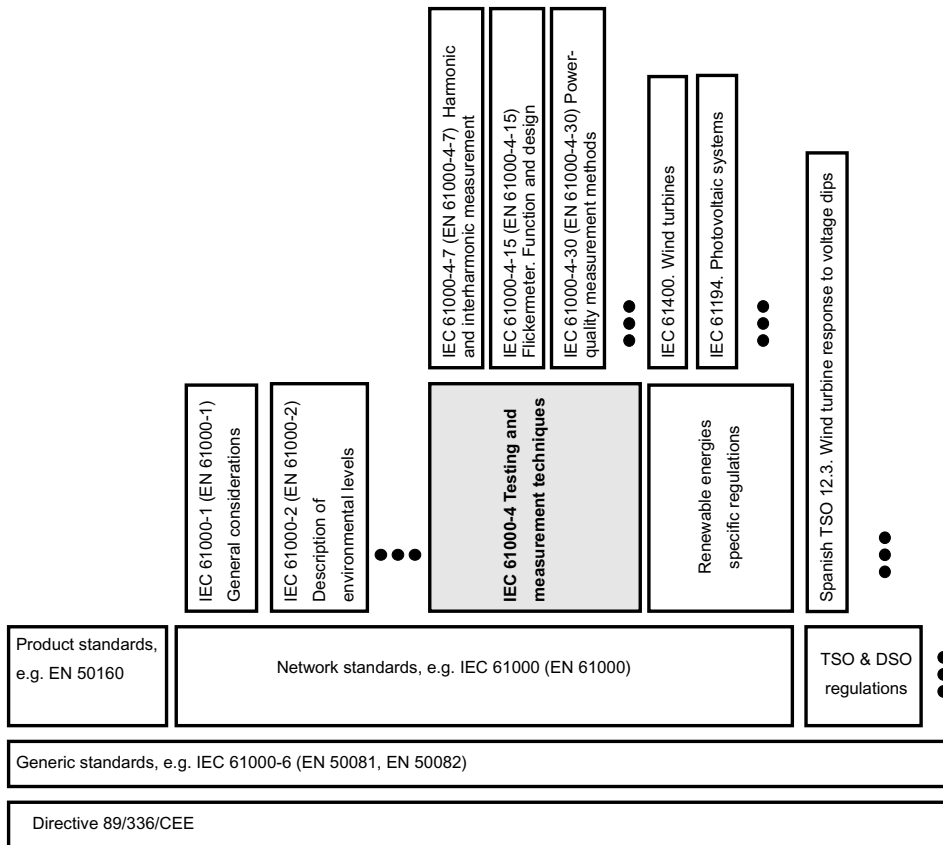 IEC 61000-4-7 (EN 61000-4-7)  Harmonic
and interharmonic measurement
IEC 61000-4-15 (EN 61000-4-15)
Flickermeter. Function and design
IEC 61000-4-30 (EN 61000-4-30) Power-
quality measurement methods
IEC 61400. Wind turbines
IEC 61194. Photovoltaic systems
Spanish TSO 12.3. Wind turbine response to voltage dips
IEC 61000-1 (EN 61000-1)
General considerations
IEC 61000-2 (EN 61000-2)
Description of
environmental levels
IEC 61000-4 Testing and
measurement techniques
Renewable energies
specific regulations
Product standards,
e.g. EN 50160
Network standards, e.g. IEC 61000 (EN 61000)
TSO & DSO
regulations
Generic standards, e.g. IEC 61000-6 (EN 50081, EN 50082)
Directive 89/336/CEE